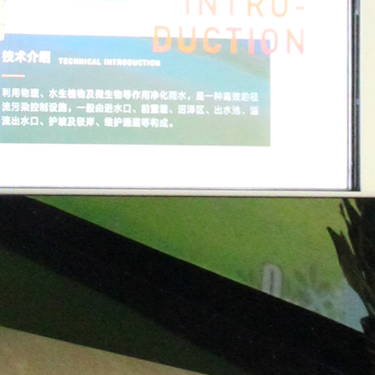 INTRO-
DUCTION
技术介绍 TECHNICAL INTRODUCTION
利用物理、水生植物及微生物等作用净化雨水,是一种高效的径
流污染控制设施,一般由进水口、前置塘、沼泽区、出水池、溢
流出水口、护坡及驳岸、维护通道等构成。